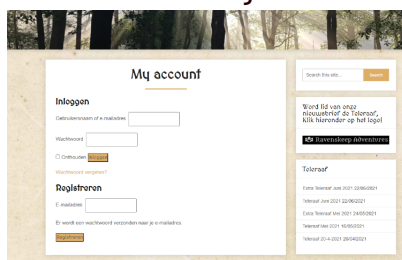 My account
Inloggen
Gebruikersnaam of e-mailadres
Wachtwoord
Onthouden Inloggen
Wachtwoord vergeten?
Registreren
E-mailadres
Er wordt een wachtwoord verzonden naar je e-mailadres.
Registreren
Search this site... Search
Word lid van onze
nieuwsbrief de Teleraaf,
klik hieronder op het logo!
Ravenskeep Adventures
Teleraaf
Extra Teleraaf Juni 2021 22/06/2021
Teleraaf Juni 2021 22/06/2021
Extra Teleraaf Mei 2021 24/05/2021
Teleraaf Mei 2021 16/05/2021
Teleraaf 20-4-2021 20/04/2021